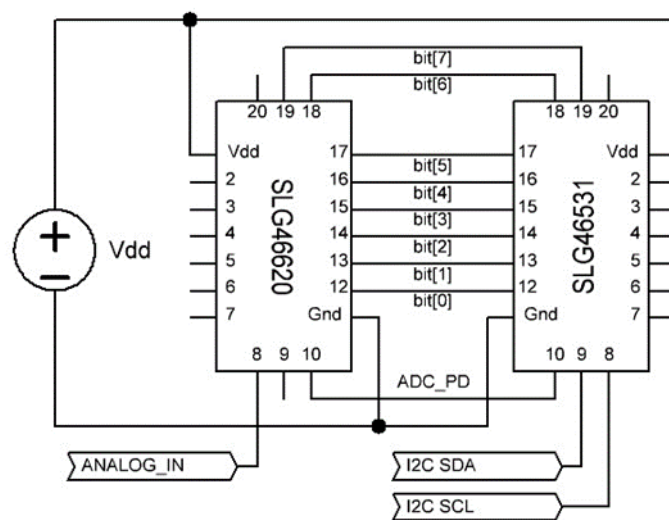 bit[7]
bit[6]
20 19 18
18 19 20
Vdd 17
17 Vdd
bit[5]
2 16
16 2
bit[4]
3 15
15 3
bit[3]
4 14
14 4
bit[2]
5 13
13 5
bit[1]
6 12
12 6
bit[0]
7 Gnd
Gnd 7
SLG46620
SLG46531
Vdd
8 9 10
10 9 8
ADC_PD
ANALOG_IN
I2C SDA
I2C SCL